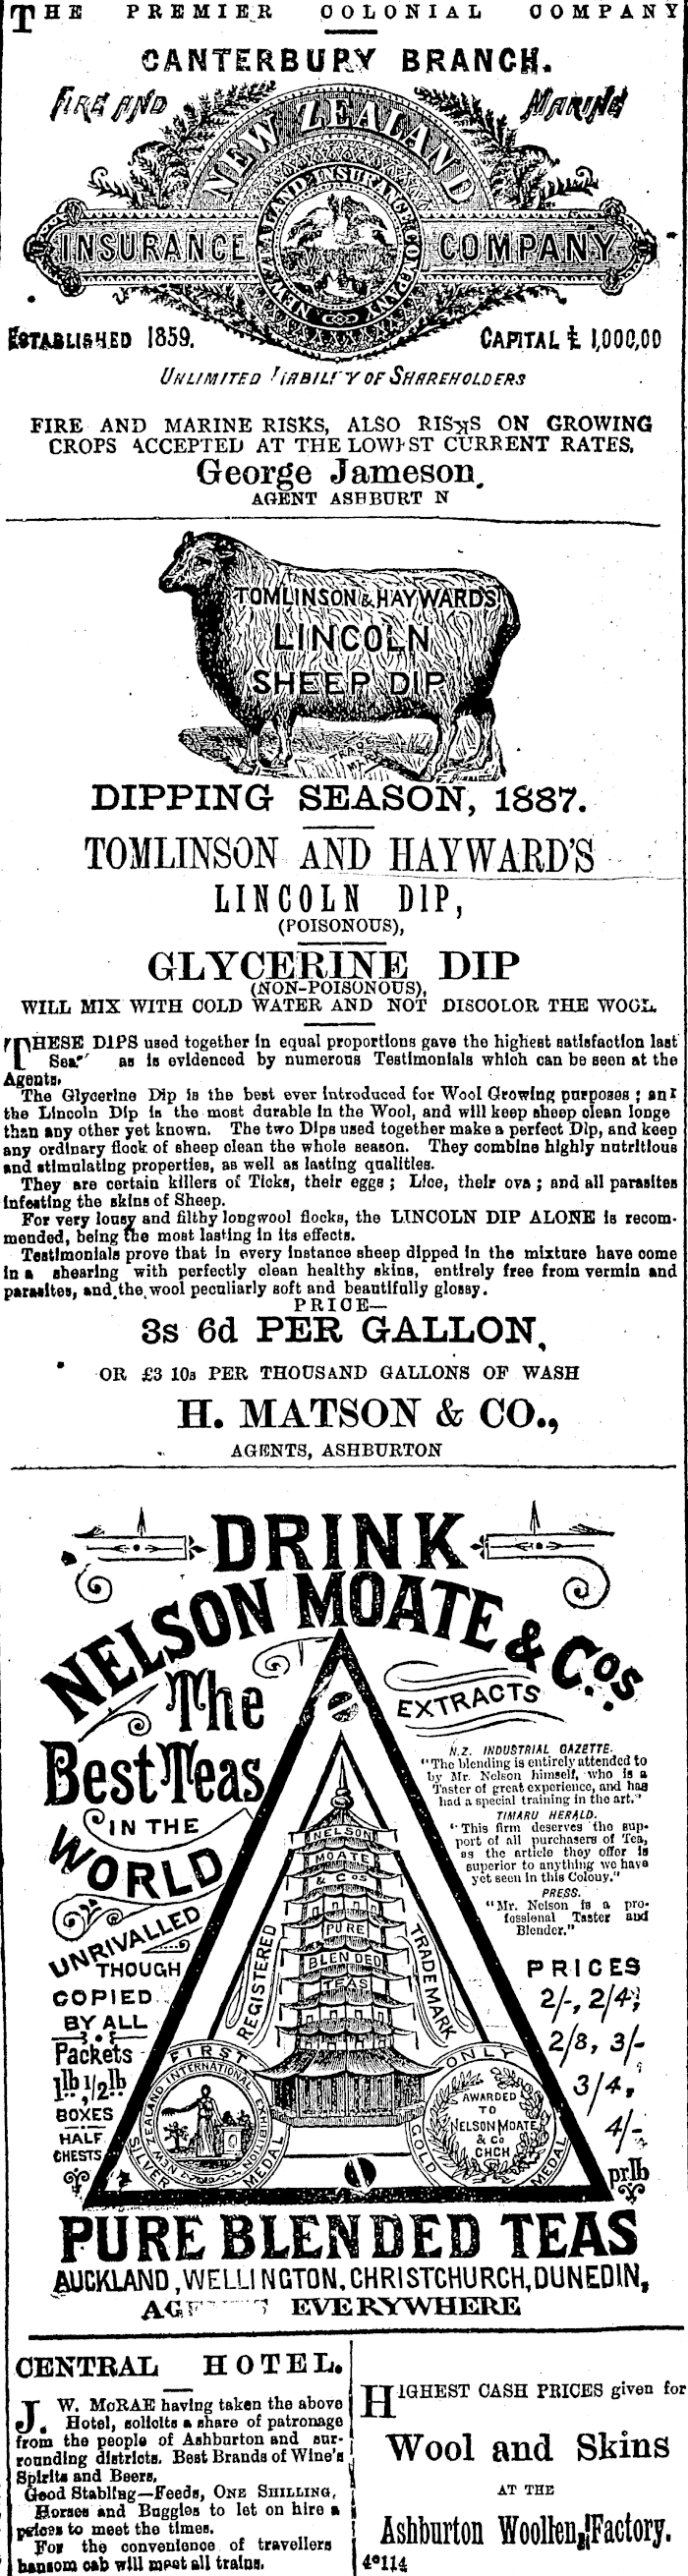 THE PREMIER COLONIAL COMPANY
CANTERBURY BRANCH.
FIRE AND MARINE
NEW ZEALAND
NEW ZEALAND INSURANCE COMPANY
INSURANCE COMPANY
ESTABLISHED 1859. CAPITAL £ 1,000,00
UNLIMITED LIABILITY OF SHAREHOLDERS
FIRE AND MARINE RISKS, ALSO RISKS ON GROWING
CROPS ACCEPTED AT THE LOWEST CURRENT RATES.
George Jameson,
AGENT ASHBURT N
TOMLINSON & HAYWARDS
LINCOLN
SHEEP DIP
TRADE MARK
DIPPING SEASON, 1887.
TOMLINSON AND HAYWARD'S
LINCOLN DIP,
(POISONOUS),
GLYCERINE DIP
(NON-POISONOUS),
WILL MIX WITH COLD WATER AND NOT DISCOLOR THE WOOL.
THESE DIPS used together in equal proportions gave the highest satisfaction last
Sea as is evidenced by numerous Testimonials which can be seen at the
Agents.
The Glycerine Dip is the best ever introduced for Wool Growing purposes; and
the Lincoln Dip is the most durable in the Wool, and will keep sheep clean longe
than any other yet known. The two Dips used together make a perfect Dip, and keep
any ordinary flock of sheep clean the whole season. They combine highly nutritious
and stimulating properties, as well as lasting qualities.
They are certain killers of Ticks, their eggs; Lice, their ova; and all parasites
infesting the skins of Sheep.
For very lousy and filthy longwool flocks, the LINCOLN DIP ALONE is recom-
mended, being the most lasting in its effects.
Testimonials prove that in every instance sheep dipped in the mixture have come
in a shearing with perfectly clean healthy skins, entirely free from vermin and
parasites, and the wool peculiarly soft and beautifully glossy.
PRICE—
3s 6d PER GALLON,
OR £3 10s PER THOUSAND GALLONS OF WASH
H. MATSON & CO.,
AGENTS, ASHBURTON
DRINK
NELSON MOATE & Cos.
The
Best Teas
IN THE
WORLD
UNRIVALLED
THOUGH
COPIED
BY ALL
Packets
1lb 1/2lb
BOXES
HALF
CHESTS
EXTRACTS
N.Z. INDUSTRIAL GAZETTE.
"The blending is entirely attended to
by Mr. Nelson himself, who is a
Taster of great experience, and has
had a special training in the art."
TIMARU HERALD.
"This firm deserves the sup-
port of all purchasers of Tea,
as the article they offer is
superior to anything we have
yet seen in this Colony."
PRESS.
"Mr. Nelson is a pro-
fessional Taster and
Blender."
PRICES
2/-, 2/4,
2/8, 3/-
3/4,
4/-
pr lb
NELSON
MOATE
& Cos
PURE
BLENDED
TEAS
REGISTERED TRADE MARK
FIRST SILVER MEDAL
NEW ZEALAND INTERNATIONAL EXHIBITION
ONLY GOLD MEDAL
AWARDED
TO
NELSON MOATE
& Co
CHCH
PURE BLENDED TEAS
AUCKLAND, WELLINGTON, CHRISTCHURCH, DUNEDIN,
EVERYWHERE
CENTRAL HOTEL.
J. W. McRAE having taken the above
Hotel, solicits a share of patronage
from the people of Ashburton and sur-
rounding districts. Best Brands of Wine's
Spirits and Beers.
Good Stabling—Feeds, ONE SHILLING,
Horses and Buggies to let on hire a
prices to meet the times.
For the convenience of travellers
hansom cab will meet all trains.
HIGHEST CASH PRICES given for
Wool and Skins
AT THE
Ashburton Woollen Factory.
4°114